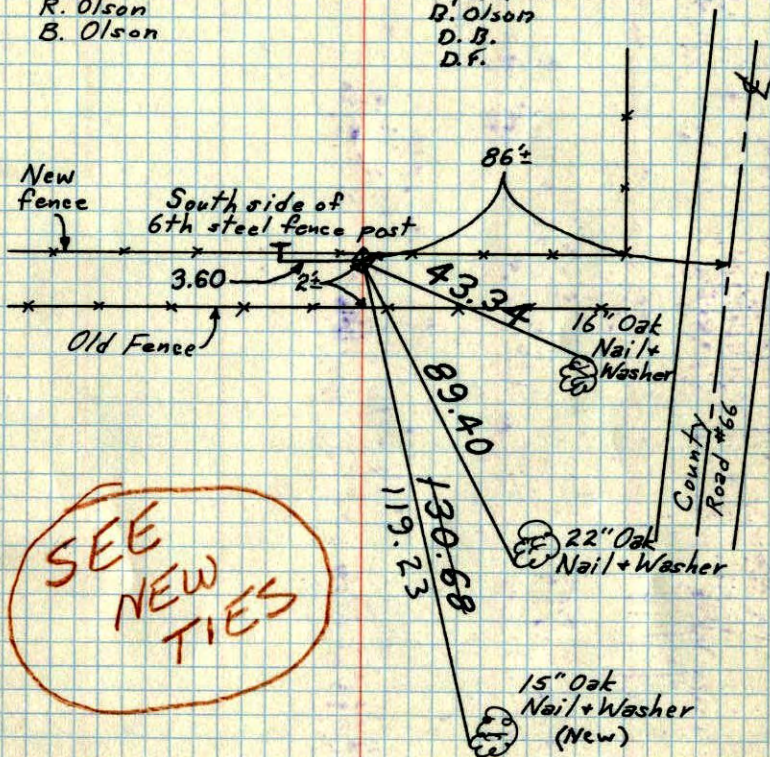 R. Olson
B. Olson
B. Olson
D. B.
D. F.
86'±
New
fence
South side of
6th steel fence post
3.60
2'±
43.34
Old Fence
16" Oak
Nail +
Washer
89.40
130.68
119.23
County
Road #66
22" Oak
Nail + Washer
SEE
NEW
TIES
15" Oak
Nail + Washer
(New)